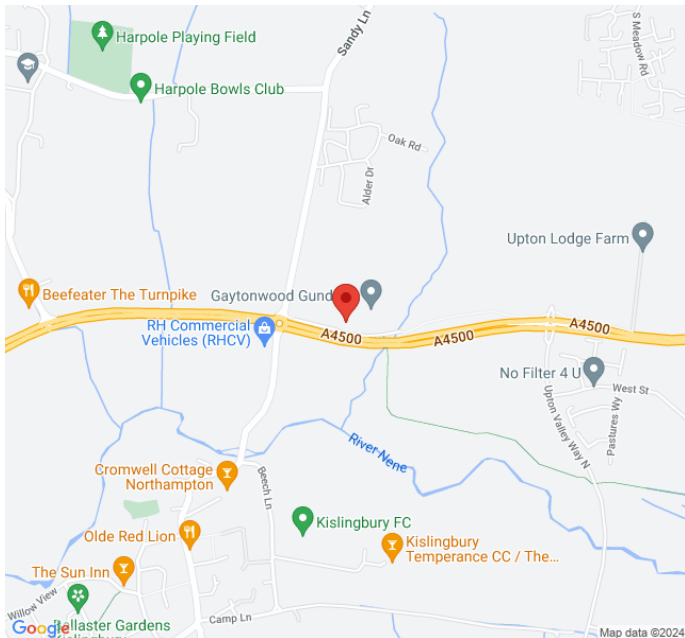 Sandy Ln
S Meadow Rd
Harpole Playing Field
Harpole Bowls Club
Oak Rd
Alder Dr
Upton Lodge Farm
Beefeater The Turnpike
Gaytonwood Gund
RH Commercial
Vehicles (RHCV)
A4500
A4500
A4500
No Filter 4 U
West St
Pastures Wy
Upton Valley Way N
River Nene
Cromwell Cottage
Northampton
Beech Ln
Kislingbury FC
Olde Red Lion
Kislingbury
Temperance CC / The...
The Sun Inn
Willow View
Ballaster Gardens
Kislingbury
Camp Ln
Google
Map data ©2024